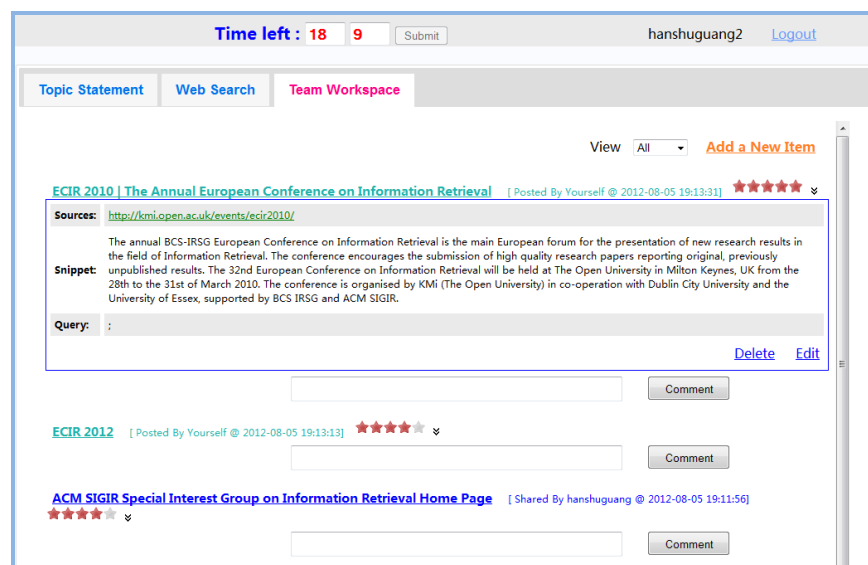 Time left : 18 9 Submit hanshuguang2 Logout
Topic Statement Web Search Team Workspace
View All Add a New Item
ECIR 2010 | The Annual European Conference on Information Retrieval [ Posted By Yourself @ 2012-08-05 19:13:31]
Sources: http://kmi.open.ac.uk/events/ecir2010/
The annual BCS-IRSG European Conference on Information Retrieval is the main European forum for the presentation of new research results in
the field of Information Retrieval. The conference encourages the submission of high quality research papers reporting original, previously
Snippet: unpublished results. The 32nd European Conference on Information Retrieval will be held at The Open University in Milton Keynes, UK from the
28th to the 31st of March 2010. The conference is organised by KMi (The Open University) in co-operation with Dublin City University and the
University of Essex, supported by BCS IRSG and ACM SIGIR.
Query: ;
Delete Edit
Comment
ECIR 2012 [ Posted By Yourself @ 2012-08-05 19:13:13]
Comment
ACM SIGIR Special Interest Group on Information Retrieval Home Page [ Shared By hanshuguang @ 2012-08-05 19:11:56]
Comment